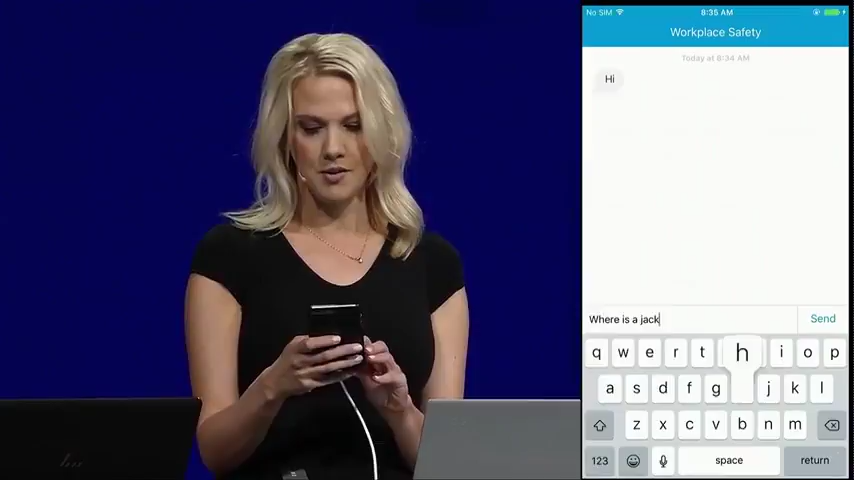 No SIM 8:35 AM
Workplace Safety
Today at 8:34 AM
Hi
Where is a jack
Send
q w e r t h i o p
a s d f g j k l
z x c v b n m
123 space return